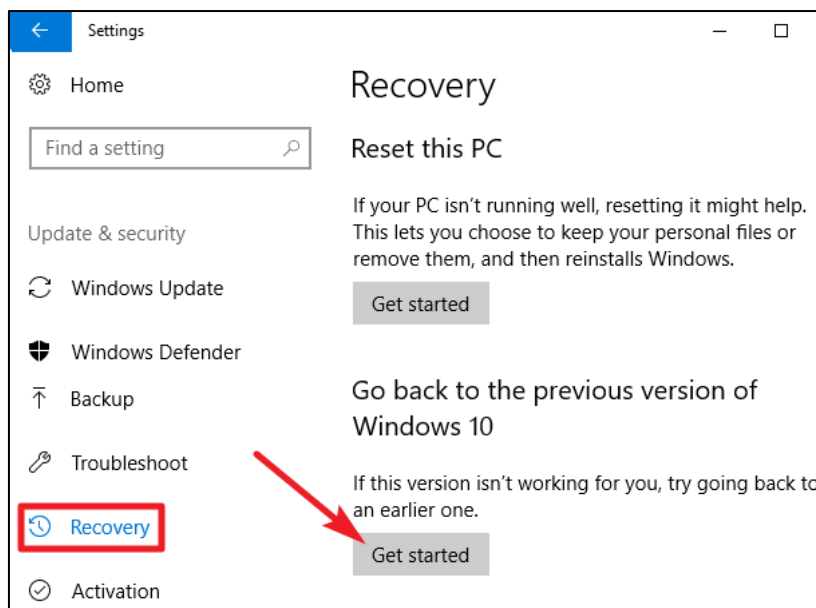 Settings
Home
Find a setting
Update & security
Windows Update
Windows Defender
Backup
Troubleshoot
Recovery
Activation
Recovery
Reset this PC
If your PC isn’t running well, resetting it might help.
This lets you choose to keep your personal files or
remove them, and then reinstalls Windows.
Get started
Go back to the previous version of
Windows 10
If this version isn’t working for you, try going back to
an earlier one.
Get started